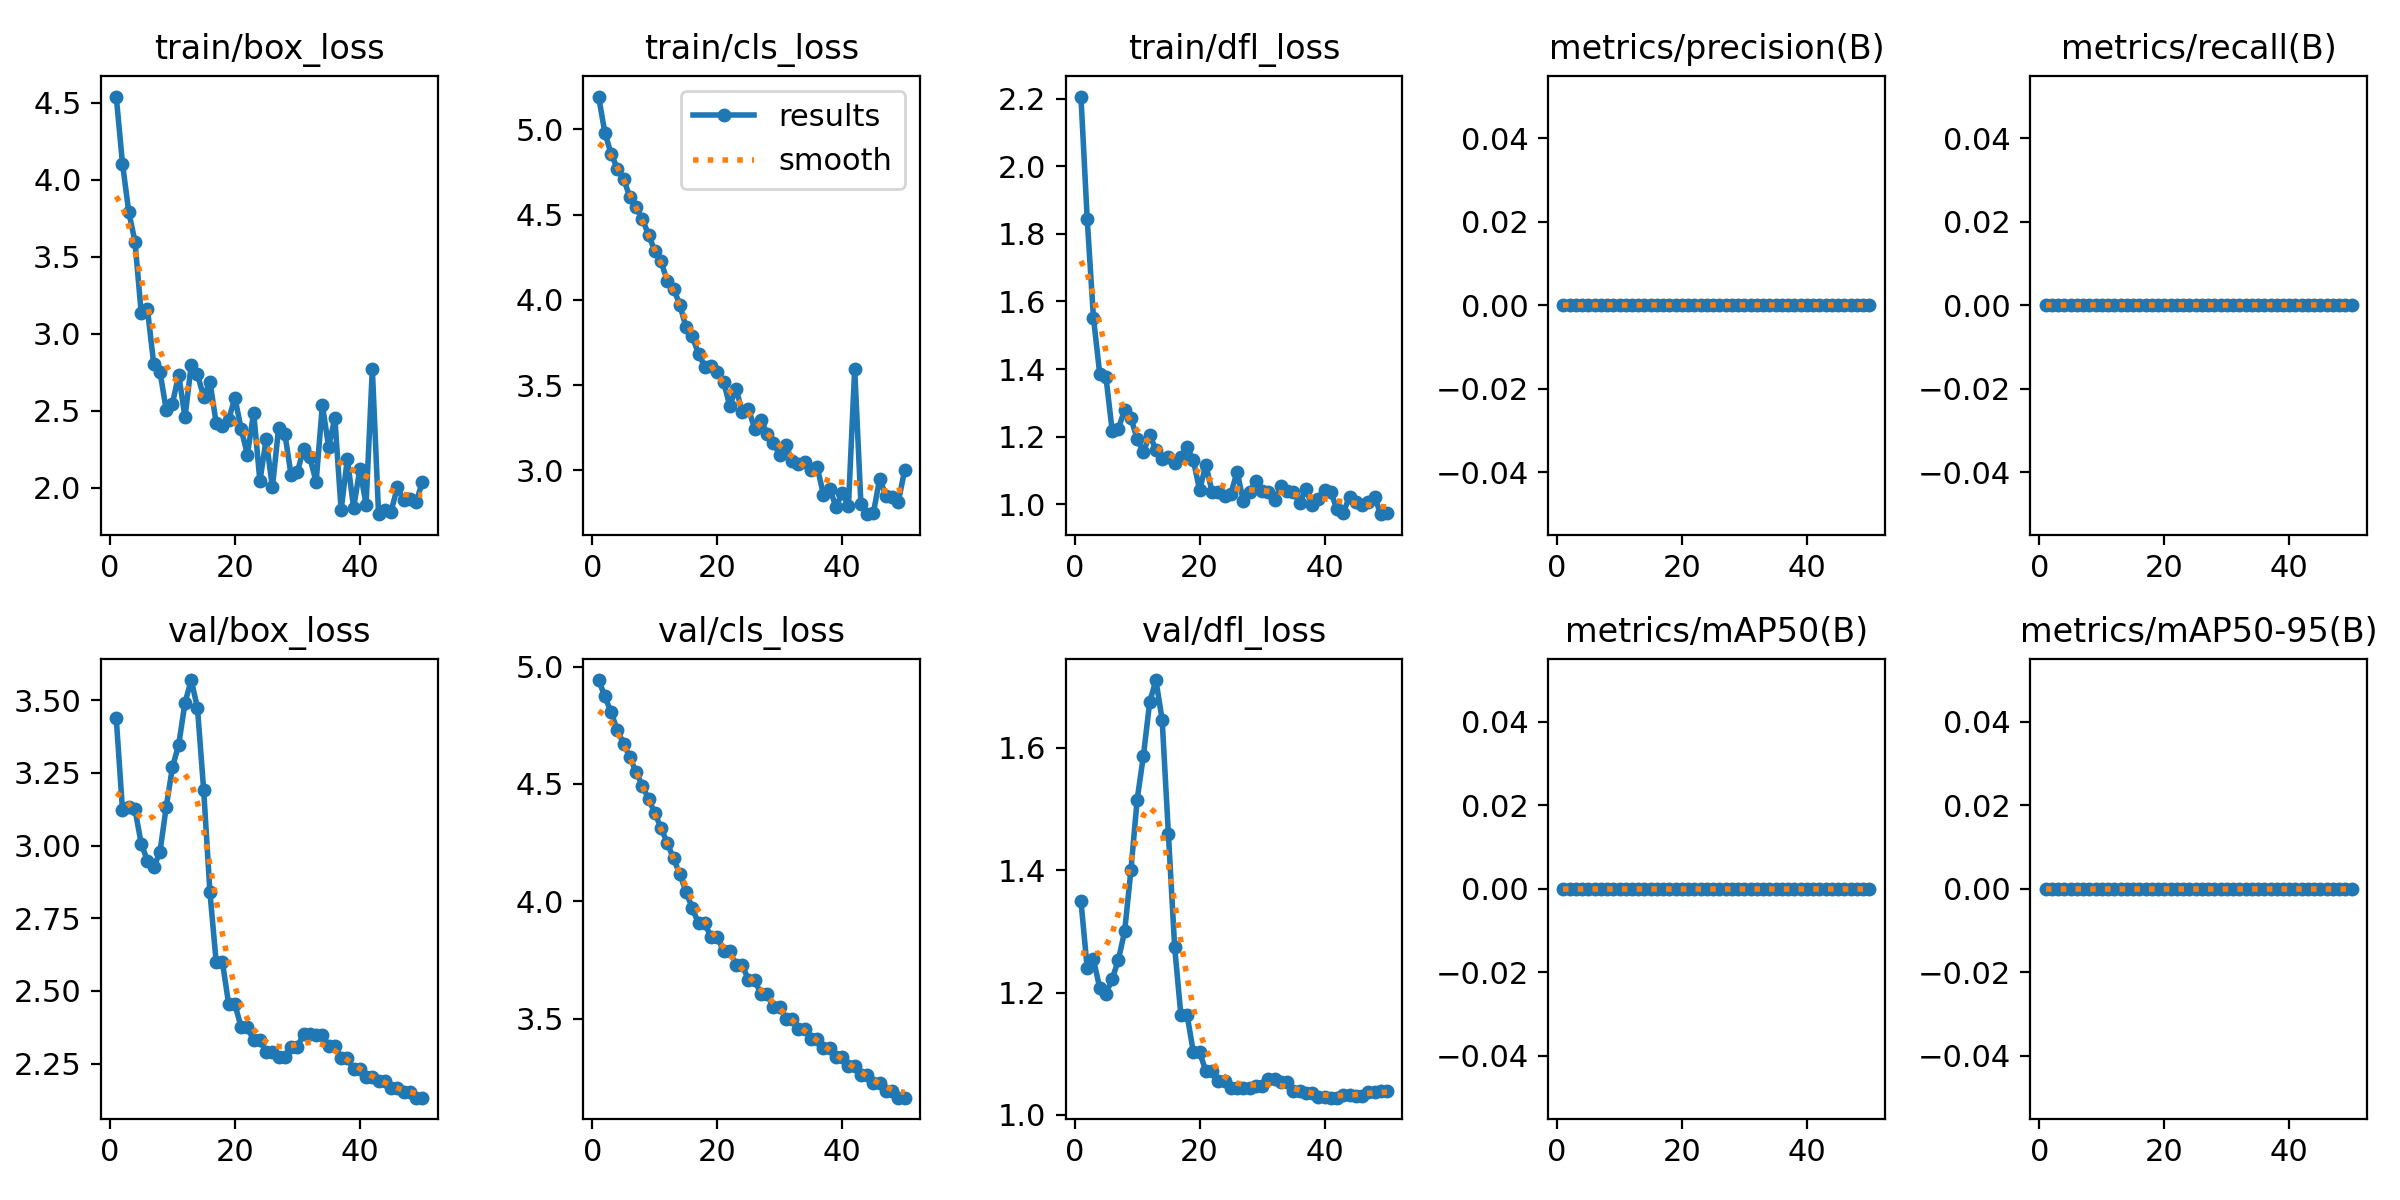 train/box_loss
4.5
4.0
3.5
3.0
2.5
2.0
0 20 40
train/cls_loss
results
smooth
5.0
4.5
4.0
3.5
3.0
0 20 40
train/dfl_loss
2.2
2.0
1.8
1.6
1.4
1.2
1.0
0 20 40
metrics/precision(B)
0.04
0.02
0.00
−0.02
−0.04
0 20 40
metrics/recall(B)
0.04
0.02
0.00
−0.02
−0.04
0 20 40
val/box_loss
3.50
3.25
3.00
2.75
2.50
2.25
0 20 40
val/cls_loss
5.0
4.5
4.0
3.5
0 20 40
val/dfl_loss
1.6
1.4
1.2
1.0
0 20 40
metrics/mAP50(B)
0.04
0.02
0.00
−0.02
−0.04
0 20 40
metrics/mAP50-95(B)
0.04
0.02
0.00
−0.02
−0.04
0 20 40